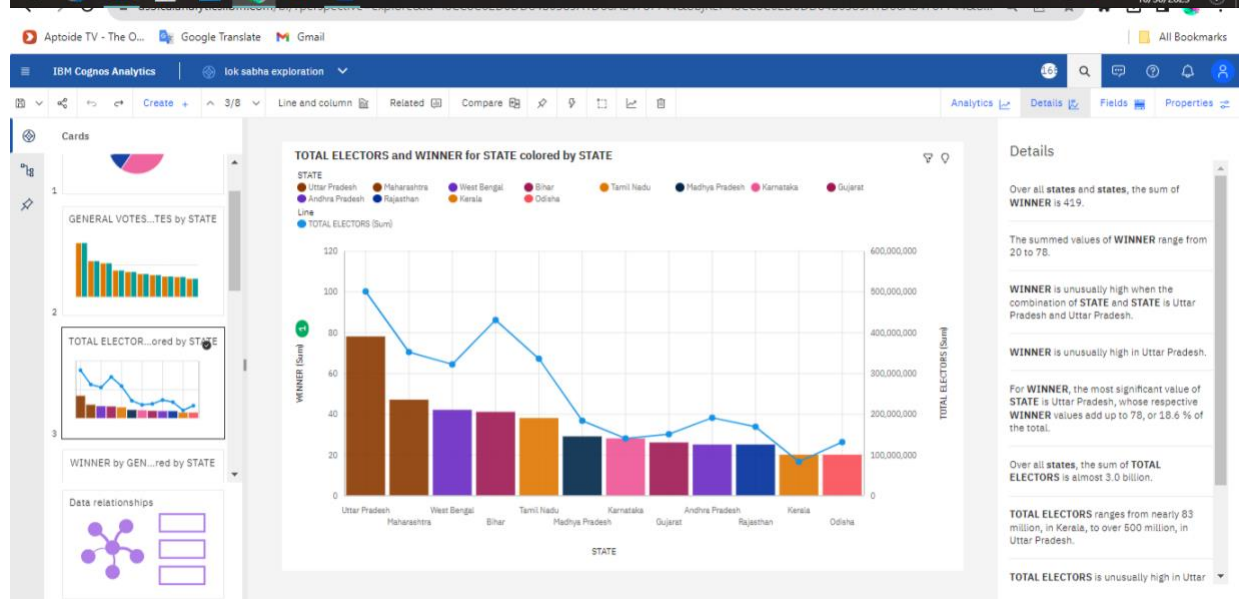 10/30/2023
Aptoide TV - The O...
Google Translate
Gmail
All Bookmarks
IBM Cognos Analytics
lok sabha exploration
Create
3/8
Line and column
Related
Compare
Analytics
Details
Fields
Properties
Cards
1
GENERAL VOTES...TES by STATE
2
TOTAL ELECTOR...ored by STATE
3
WINNER by GEN...red by STATE
Data relationships
TOTAL ELECTORS and WINNER for STATE colored by STATE
STATE
Uttar Pradesh Maharashtra West Bengal Bihar Tamil Nadu Madhya Pradesh Karnataka Gujarat
Andhra Pradesh Rajasthan Kerala Odisha
Line
TOTAL ELECTORS (Sum)
WINNER (Sum)
120
100
80
60
40
20
0
600,000,000
500,000,000
400,000,000
300,000,000
200,000,000
100,000,000
0
TOTAL ELECTORS (Sum)
Uttar Pradesh West Bengal Tamil Nadu Karnataka Andhra Pradesh Kerala
Maharashtra Bihar Madhya Pradesh Gujarat Rajasthan Odisha
STATE
Details
Over all states and states, the sum of
WINNER is 419.
The summed values of WINNER range from
20 to 78.
WINNER is unusually high when the
combination of STATE and STATE is Uttar
Pradesh and Uttar Pradesh.
WINNER is unusually high in Uttar Pradesh.
For WINNER, the most significant value of
STATE is Uttar Pradesh, whose respective
WINNER values add up to 78, or 18.6 % of
the total.
Over all states, the sum of TOTAL
ELECTORS is almost 3.0 billion.
TOTAL ELECTORS ranges from nearly 83
million, in Kerala, to over 500 million, in
Uttar Pradesh.
TOTAL ELECTORS is unusually high in Uttar